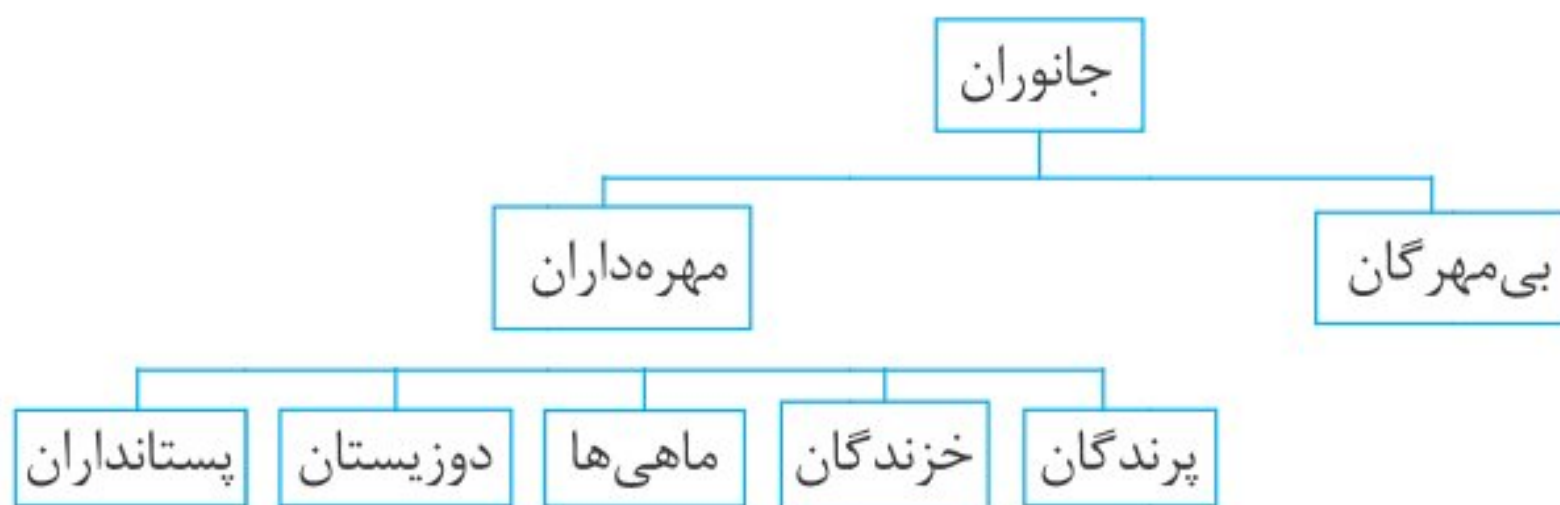 جانوران
بی‌مهرگان
مهره‌داران
پرندگان
خزندگان
ماهی‌ها
دوزیستان
پستانداران